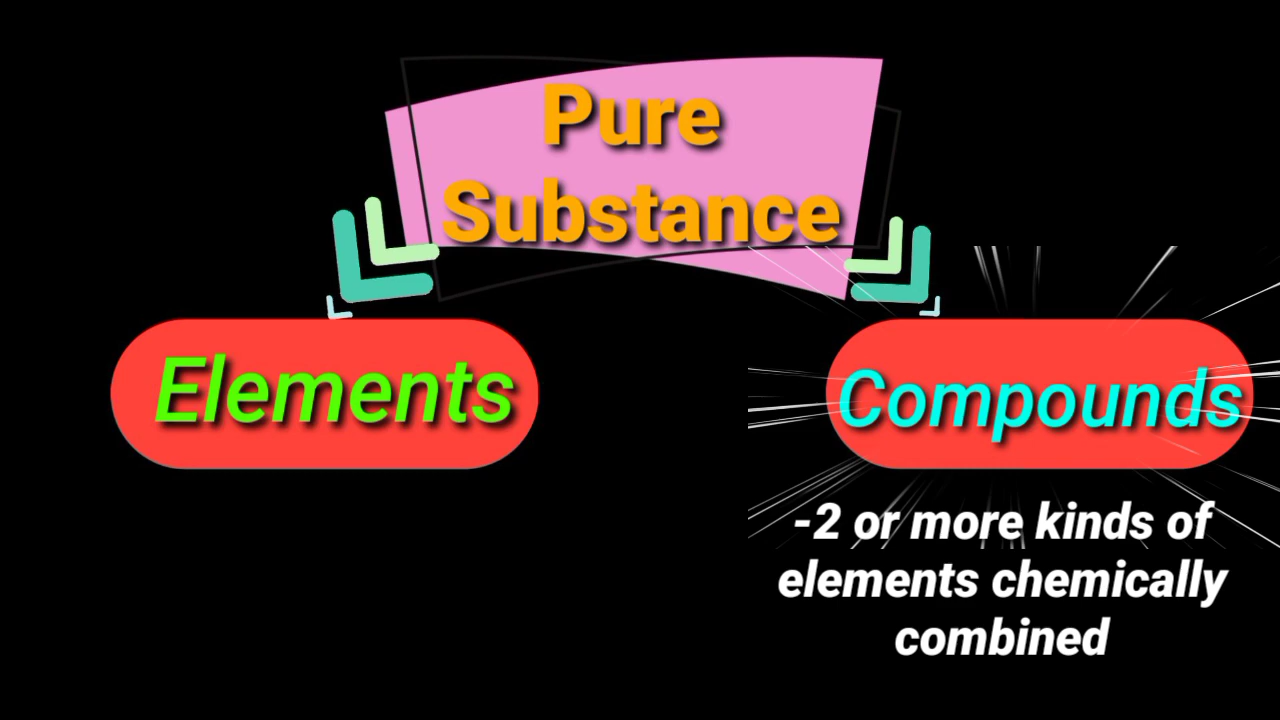 Pure
Substance
Elements
Compounds
-2 or more kinds of
elements chemically
combined